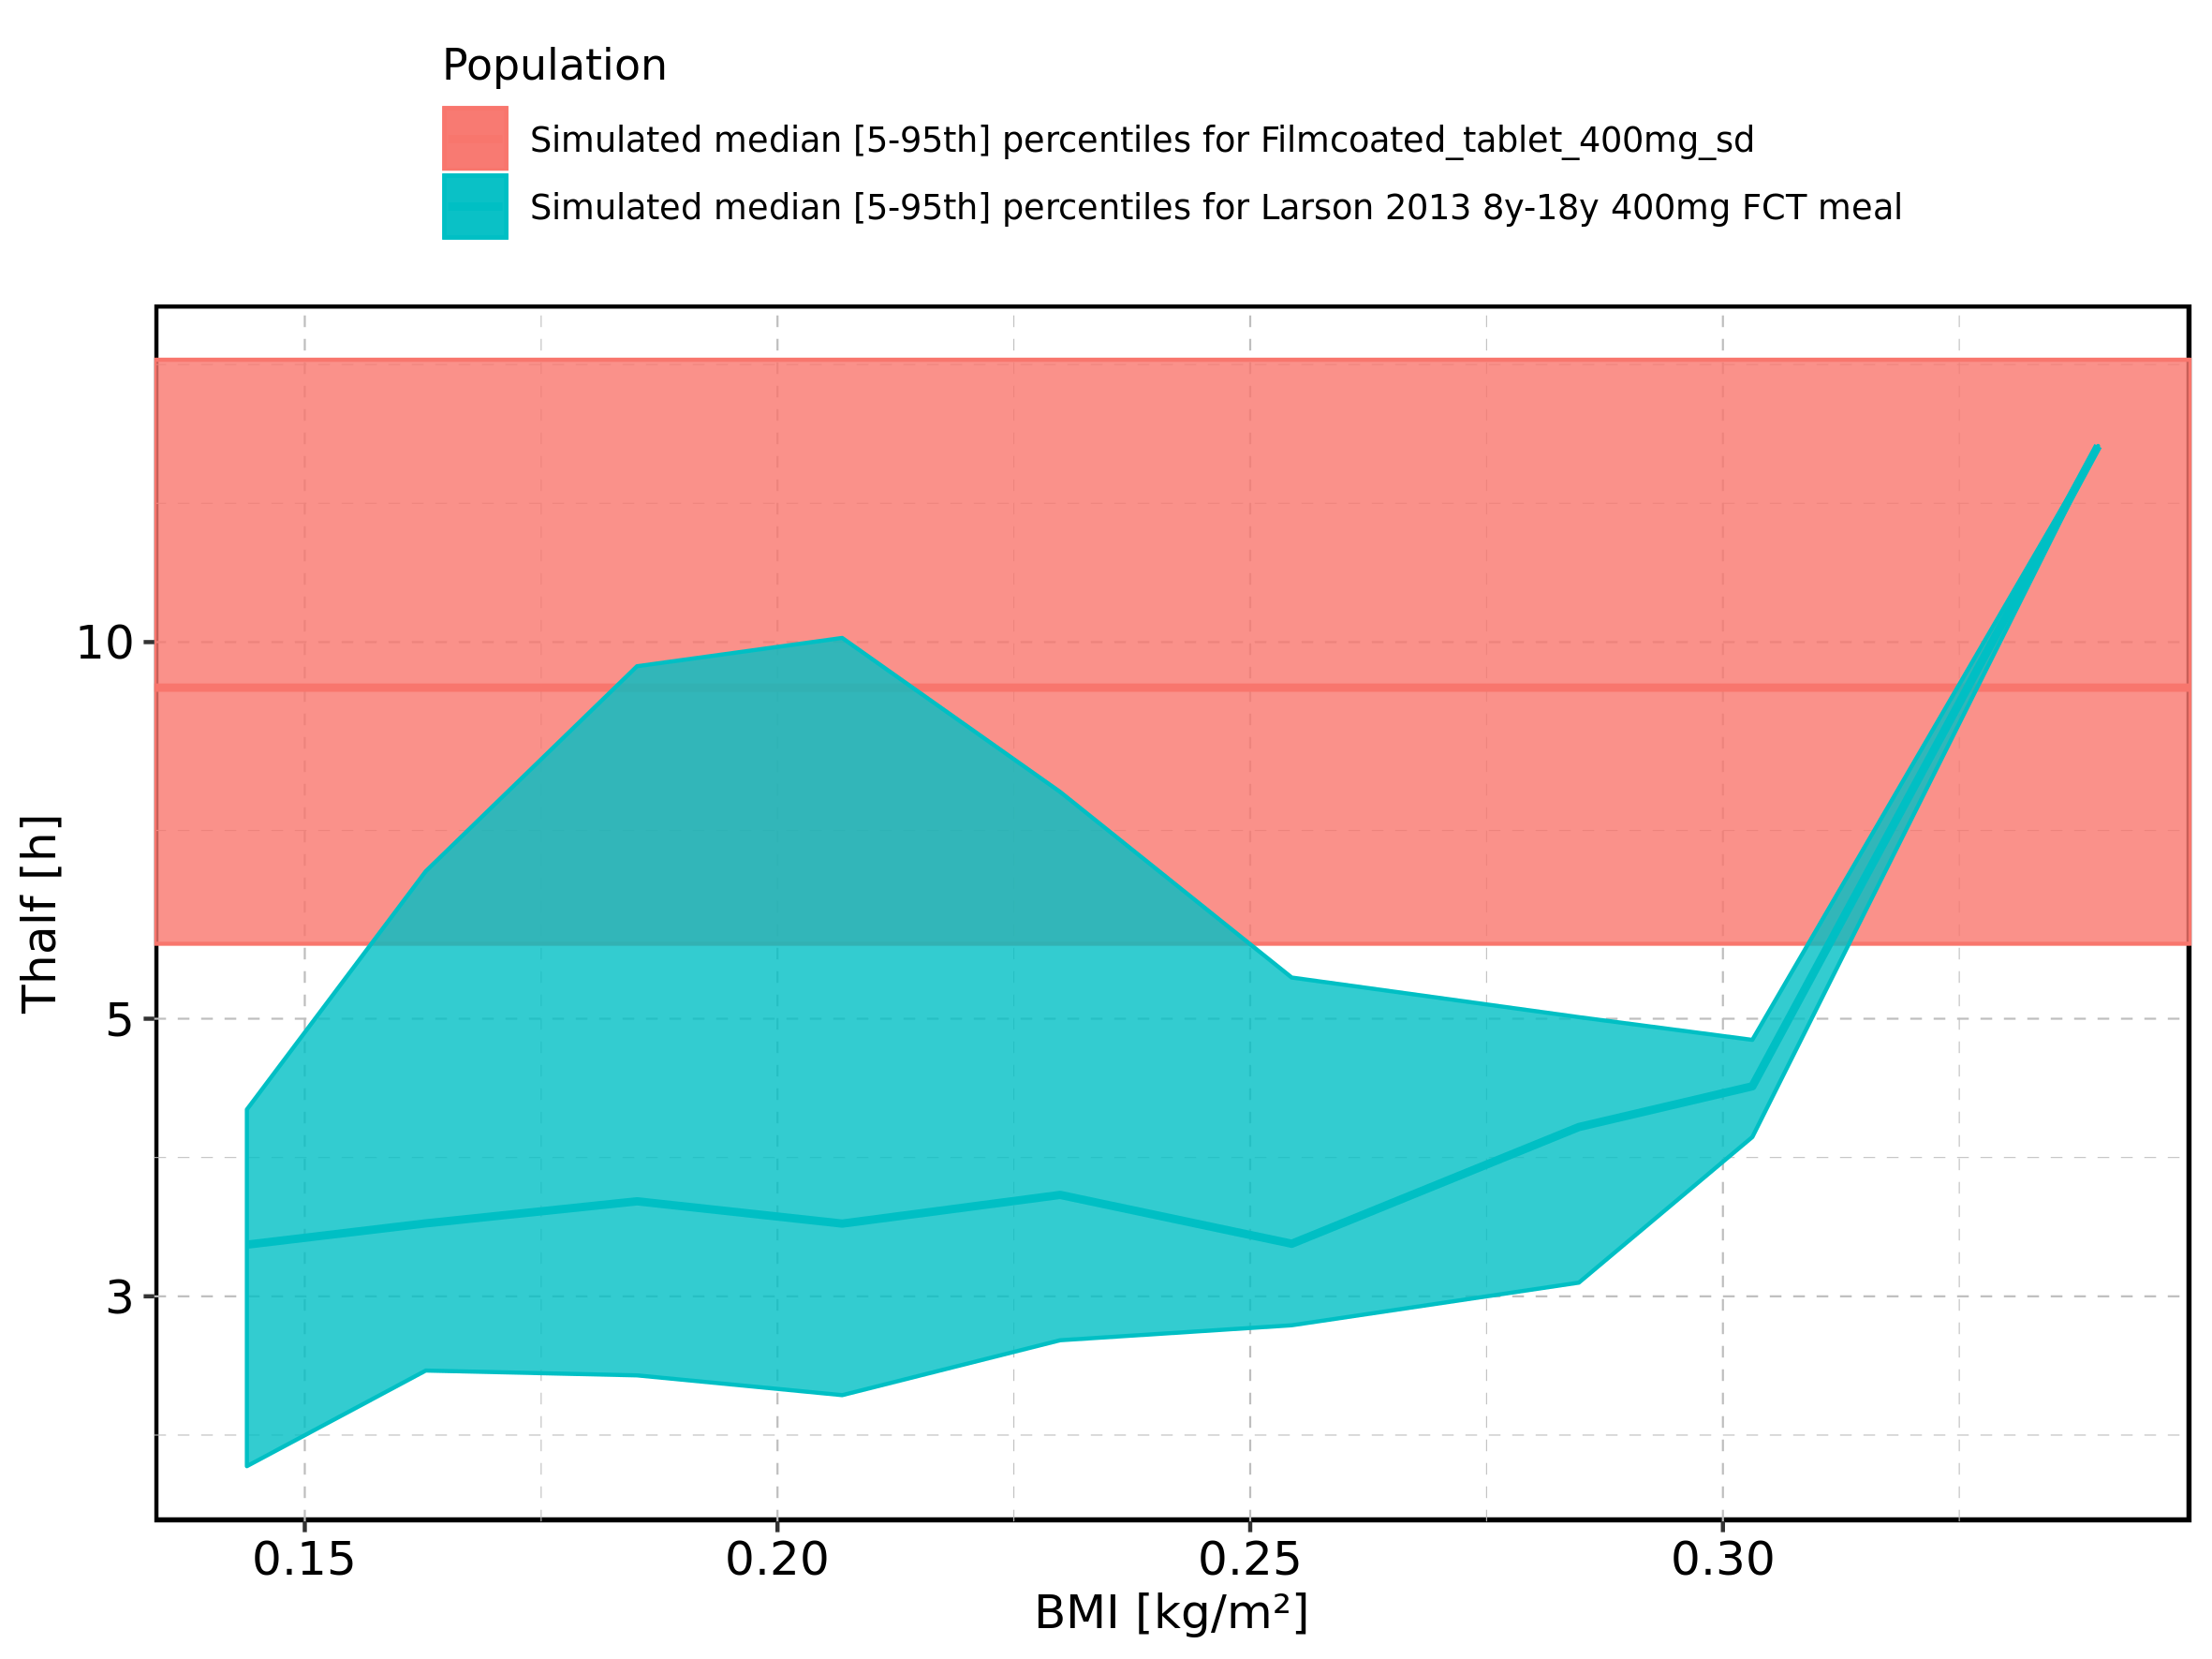 Population
Simulated median [5-95th] percentiles for Filmcoated_tablet_400mg_sd
Simulated median [5-95th] percentiles for Larson 2013 8y-18y 400mg FCT meal
Thalf [h]
10
5
3
0.15 0.20 0.25 0.30
BMI [kg/m²]